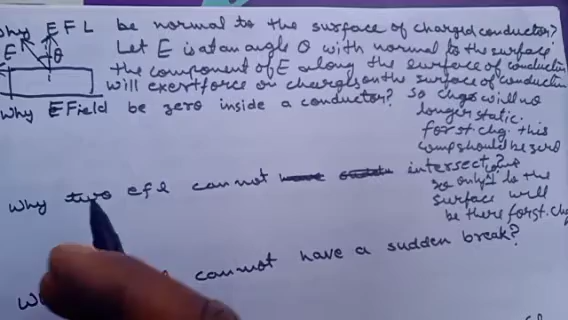 Why E F L be normal to the surface of charged conductor?
Let E is at an angle θ with normal to the surface
E θ
the component of E along the surface of conductor
will exert force on charges on the surface of conductor
Why E Field be zero inside a conductor? So chgs will no
longer static.
for st. chg. this
comp should be zero
Why two efl cannot intersect?
so only ⊥ to the
surface will
be there for st. chg
cannot have a sudden break?